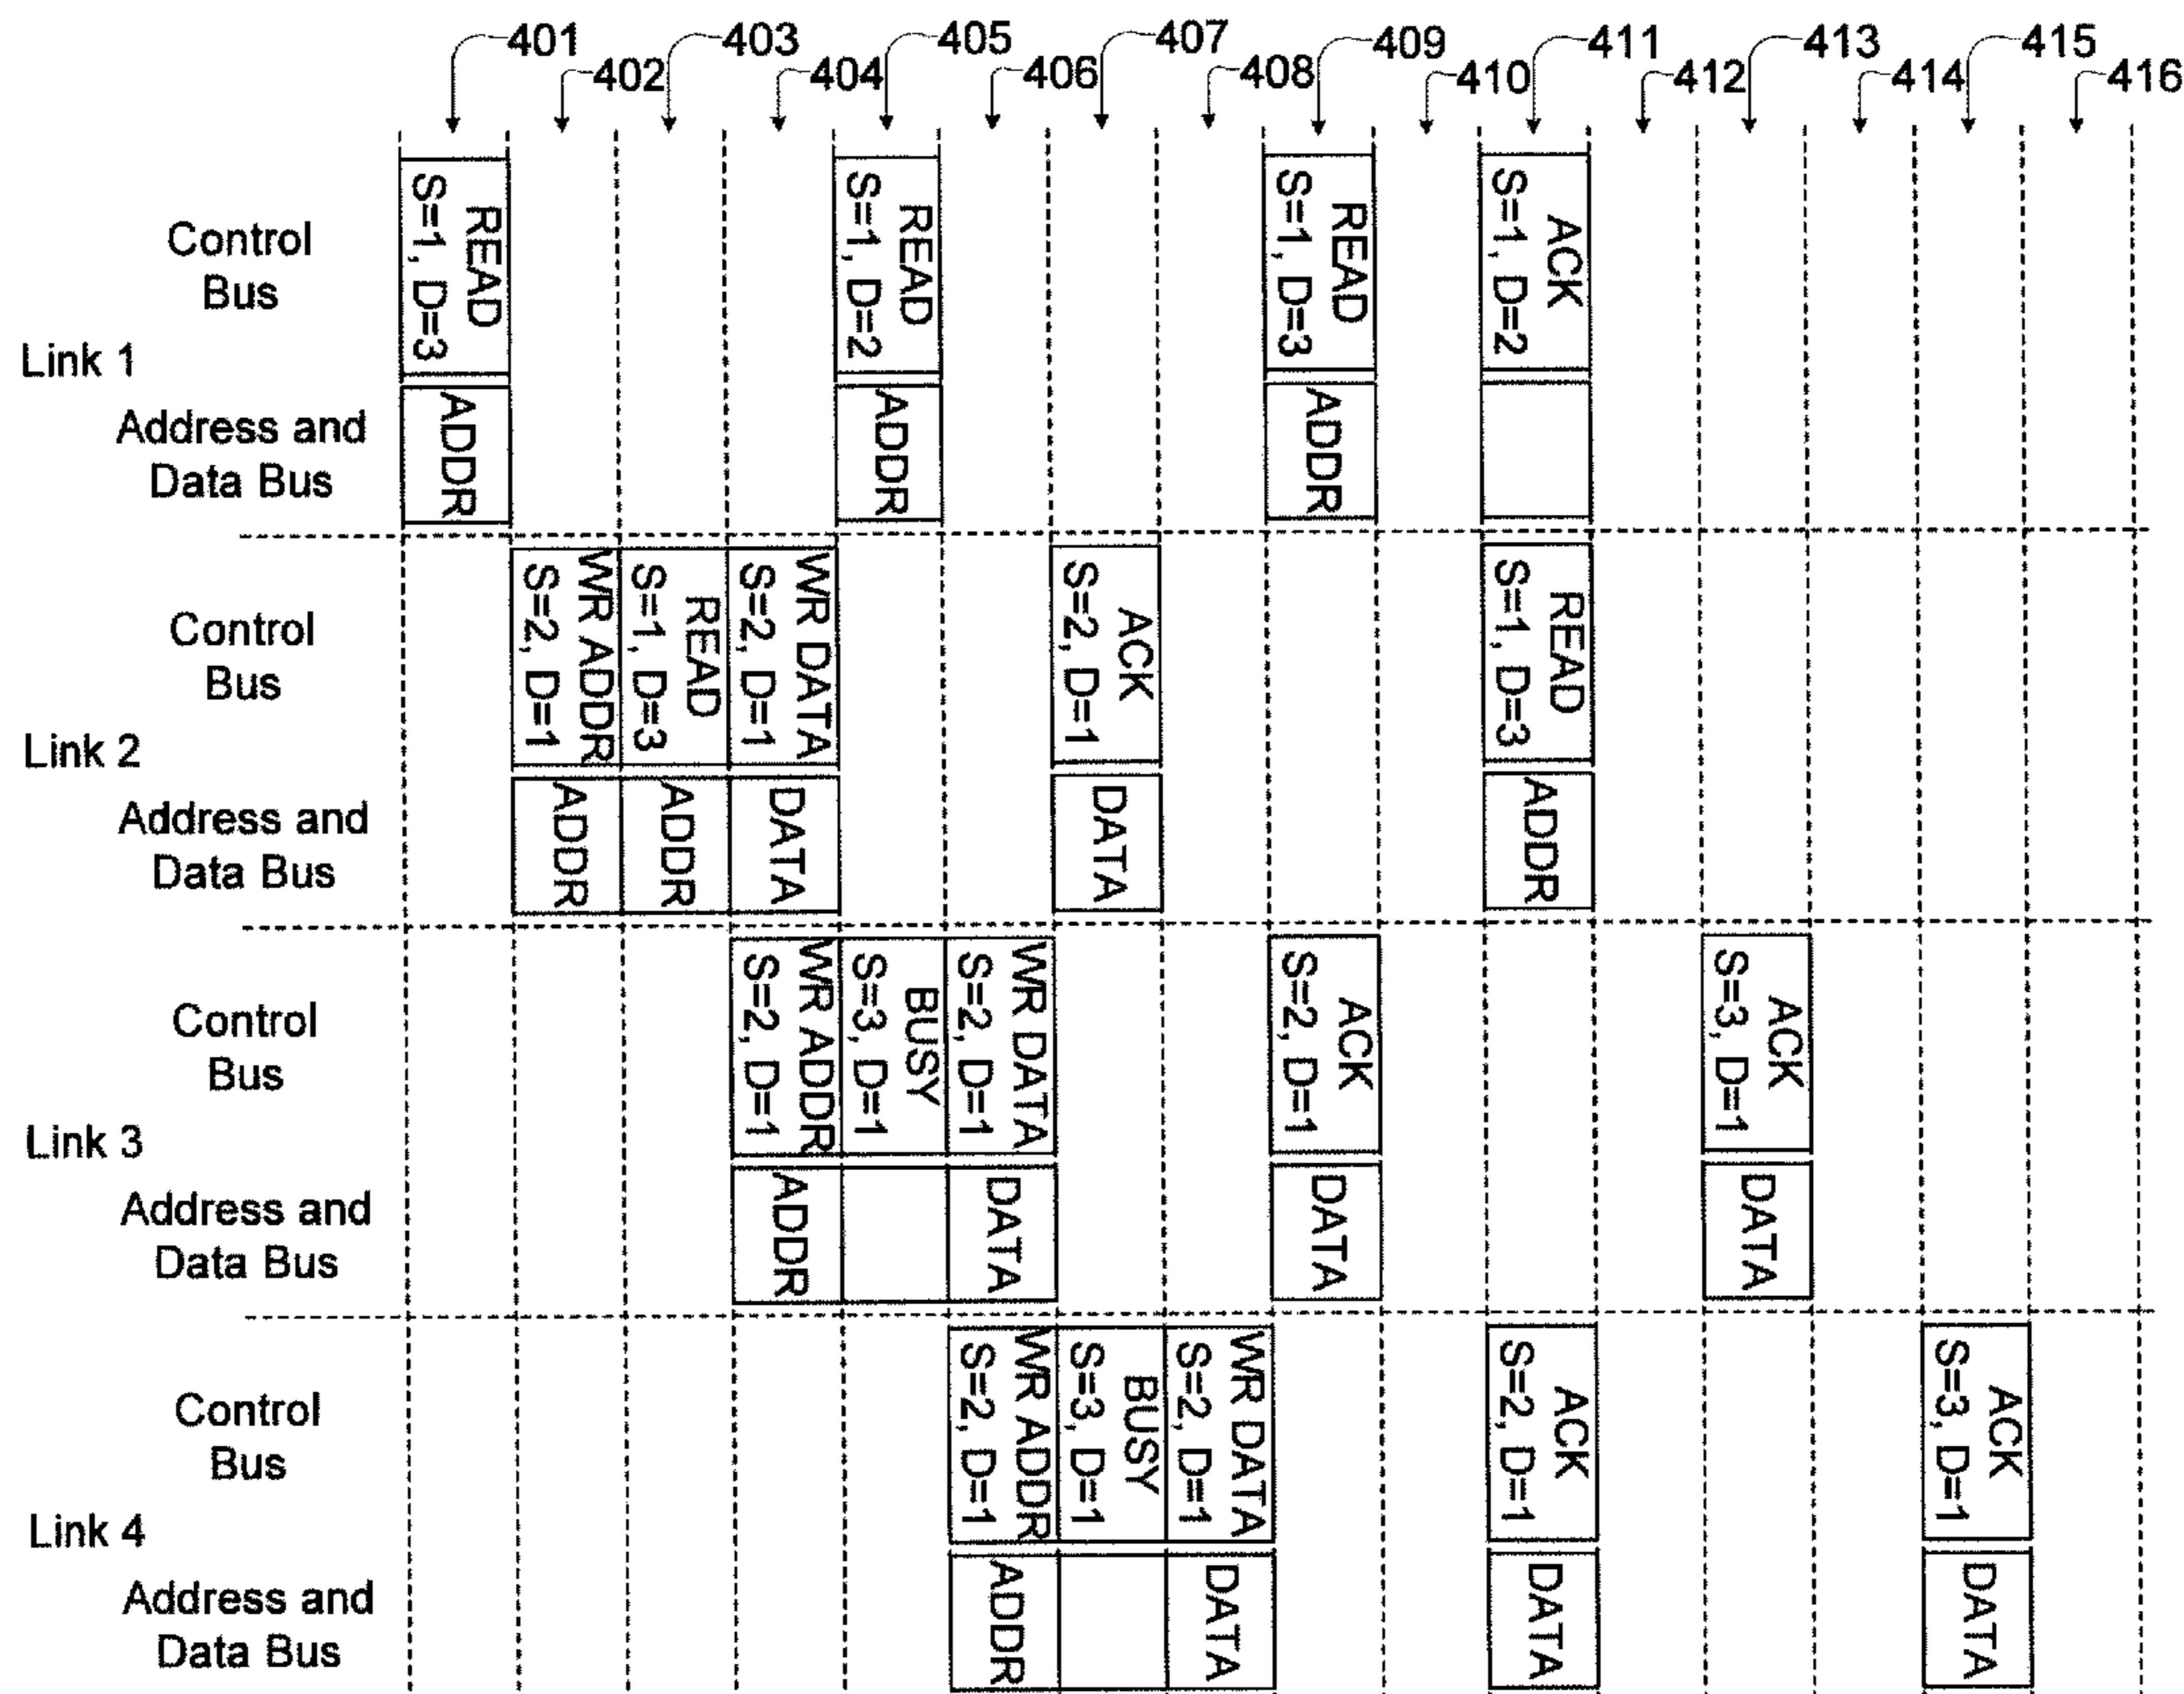 401
403
405
407
409
411
413
415
402
404
406
408
410
412
414
416
Link 1
Control
Bus
READ
S=1, D=3
READ
S=1, D=2
READ
S=1, D=3
ACK
S=1, D=2
Address and
Data Bus
ADDR
ADDR
ADDR
Link 2
Control
Bus
WR ADDR
S=2, D=1
READ
S=1, D=3
WR DATA
S=2, D=1
ACK
S=2, D=1
READ
S=1, D=3
Address and
Data Bus
ADDR
ADDR
DATA
DATA
ADDR
Link 3
Control
Bus
WR ADDR
S=2, D=1
BUSY
S=3, D=1
WR DATA
S=2, D=1
ACK
S=2, D=1
ACK
S=3, D=1
Address and
Data Bus
ADDR
DATA
DATA
DATA
Link 4
Control
Bus
WR ADDR
S=2, D=1
BUSY
S=3, D=1
WR DATA
S=2, D=1
ACK
S=2, D=1
ACK
S=3, D=1
Address and
Data Bus
ADDR
DATA
DATA
DATA